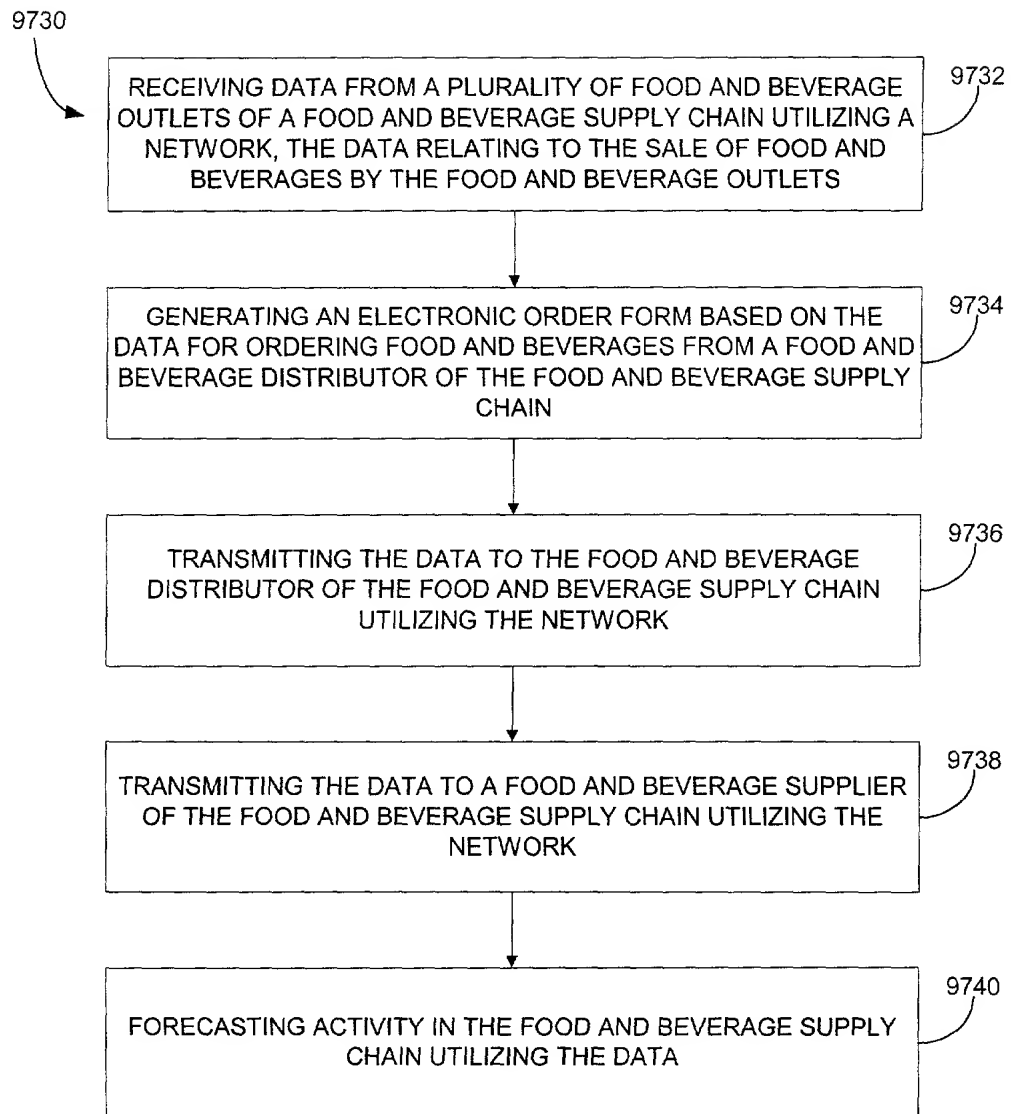 9730
RECEIVING DATA FROM A PLURALITY OF FOOD AND BEVERAGE
OUTLETS OF A FOOD AND BEVERAGE SUPPLY CHAIN UTILIZING A
NETWORK, THE DATA RELATING TO THE SALE OF FOOD AND
BEVERAGES BY THE FOOD AND BEVERAGE OUTLETS
9732
GENERATING AN ELECTRONIC ORDER FORM BASED ON THE
DATA FOR ORDERING FOOD AND BEVERAGES FROM A FOOD AND
BEVERAGE DISTRIBUTOR OF THE FOOD AND BEVERAGE SUPPLY
CHAIN
9734
TRANSMITTING THE DATA TO THE FOOD AND BEVERAGE
DISTRIBUTOR OF THE FOOD AND BEVERAGE SUPPLY CHAIN
UTILIZING THE NETWORK
9736
TRANSMITTING THE DATA TO A FOOD AND BEVERAGE SUPPLIER
OF THE FOOD AND BEVERAGE SUPPLY CHAIN UTILIZING THE
NETWORK
9738
FORECASTING ACTIVITY IN THE FOOD AND BEVERAGE SUPPLY
CHAIN UTILIZING THE DATA
9740